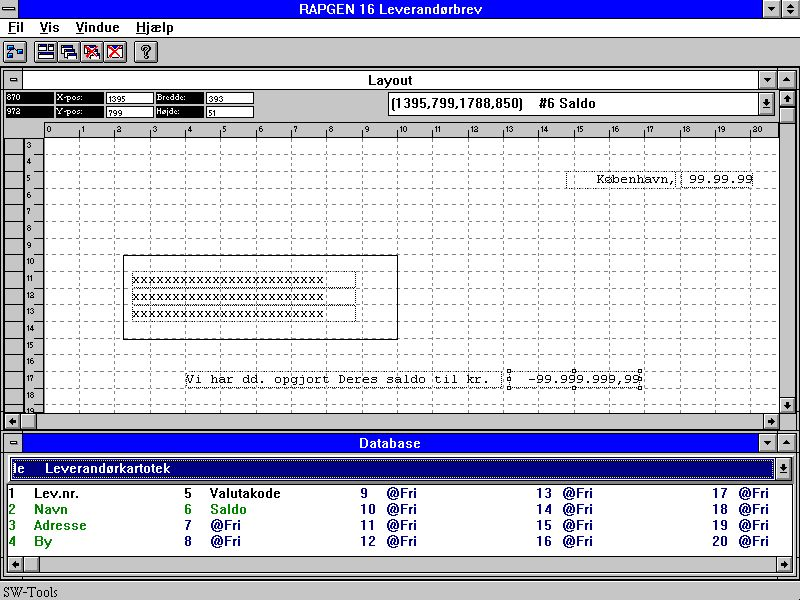 RAPGEN 16 Leverandørbrev
Fil Vis Vindue Hjælp
?
Layout
870 X-pos: 1395 Bredde: 393
972 Y-pos: 799 Højde: 51
(1395,799,1788,850) #6 Saldo
0 1 2 3 4 5 6 7 8 9 10 11 12 13 14 15 16 17 18 19 20
3
4
5 København, 99.99.99
6
7
8
9
10
11 xxxxxxxxxxxxxxxxxxxxxxxx
12 xxxxxxxxxxxxxxxxxxxxxxxx
13 xxxxxxxxxxxxxxxxxxxxxxxx
14
15
16
17 Vi har dd. opgjort Deres saldo til kr. -99.999.999,99
18
19
Database
le Leverandørkartotek
1 Lev.nr. 5 Valutakode 9 @Fri 13 @Fri 17 @Fri
2 Navn 6 Saldo 10 @Fri 14 @Fri 18 @Fri
3 Adresse 7 @Fri 11 @Fri 15 @Fri 19 @Fri
4 By 8 @Fri 12 @Fri 16 @Fri 20 @Fri
SW-Tools